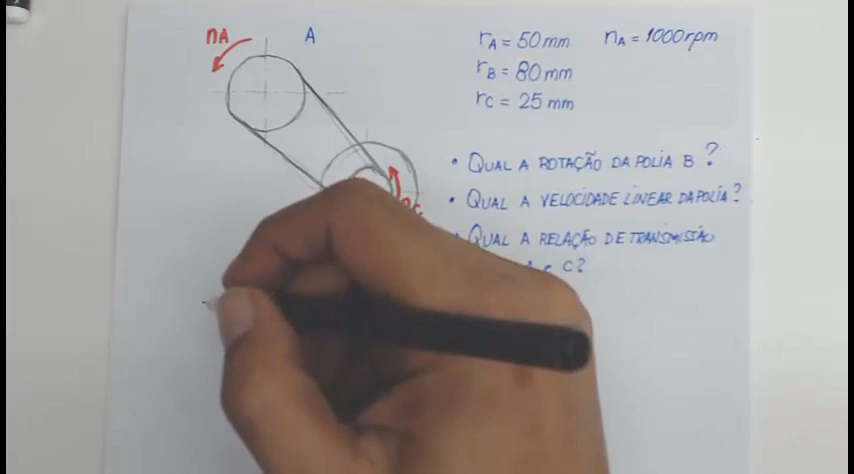 nA
A
rA = 50mm nA = 1000rpm
rB = 80mm
rC = 25mm
• QUAL A ROTAÇÃO DA POLIA B ?
• QUAL A VELOCIDADE LINEAR DA POLIA?
QUAL A RELAÇÃO DE TRANSMISSÃO
e C?